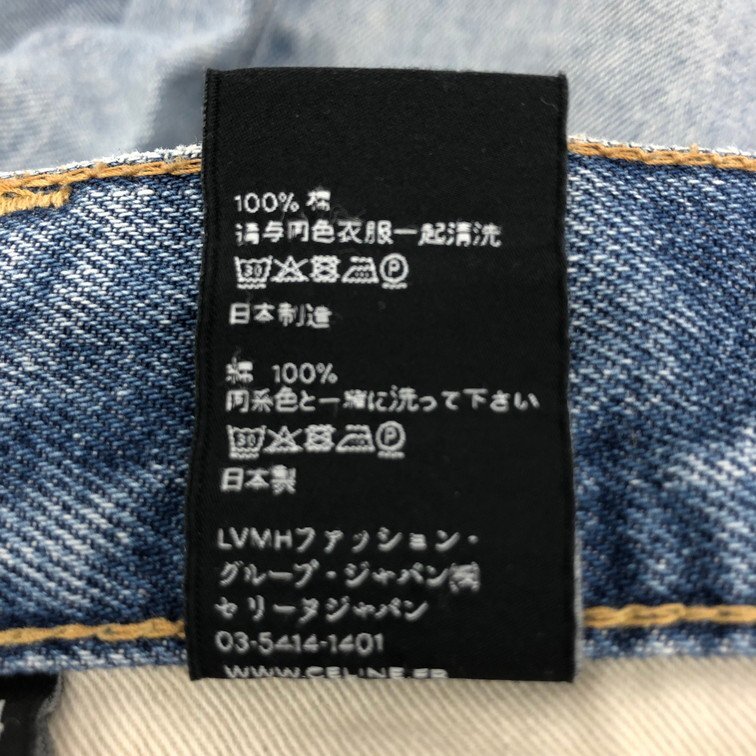 100% 棉
请与同色衣服一起清洗
30 P
日本制造
綿 100%
同系色と一緒に洗って下さい
30 P
日本製
LVMHファッション・
グループ・ジャパン㈱
セリーヌジャパン
03-5414-1401
WWW.CELINE.FR